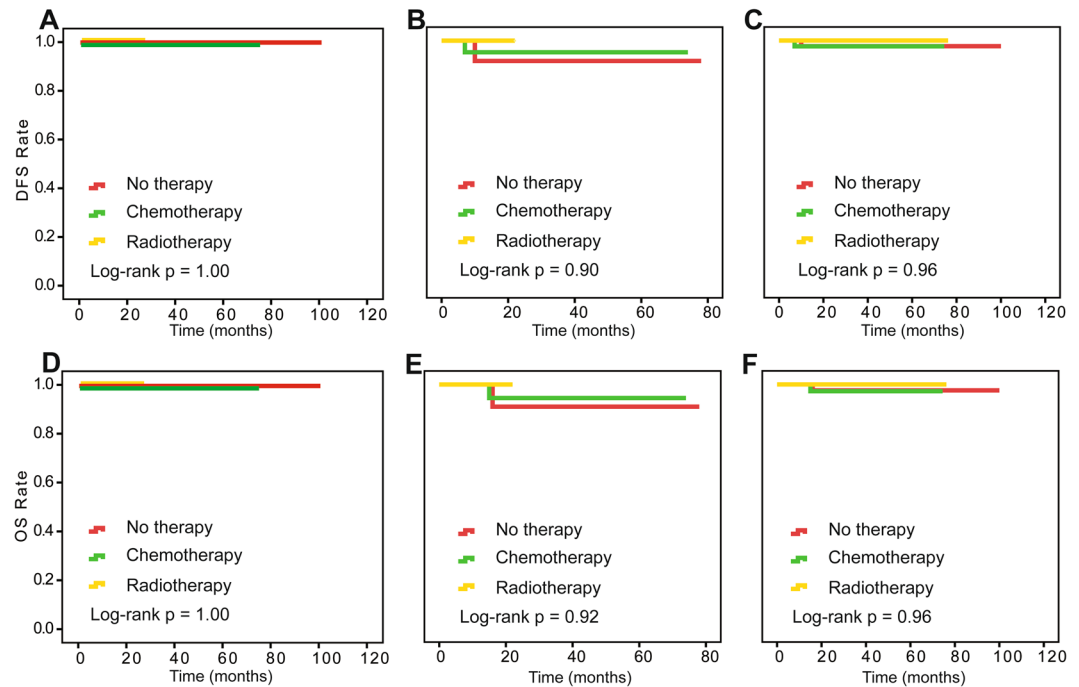 A
DFS Rate
1.0
0.8
0.6
0.4
0.2
0.0
No therapy
Chemotherapy
Radiotherapy
Log-rank p = 1.00
0 20 40 60 80 100 120
Time (months)
B
No therapy
Chemotherapy
Radiotherapy
Log-rank p = 0.90
0 20 40 60 80
Time (months)
C
No therapy
Chemotherapy
Radiotherapy
Log-rank p = 0.96
0 20 40 60 80 100 120
Time (months)
D
OS Rate
1.0
0.8
0.6
0.4
0.2
0.0
No therapy
Chemotherapy
Radiotherapy
Log-rank p = 1.00
0 20 40 60 80 100 120
Time (months)
E
No therapy
Chemotherapy
Radiotherapy
Log-rank p = 0.92
0 20 40 60 80
Time (months)
F
No therapy
Chemotherapy
Radiotherapy
Log-rank p = 0.96
0 20 40 60 80 100 120
Time (months)